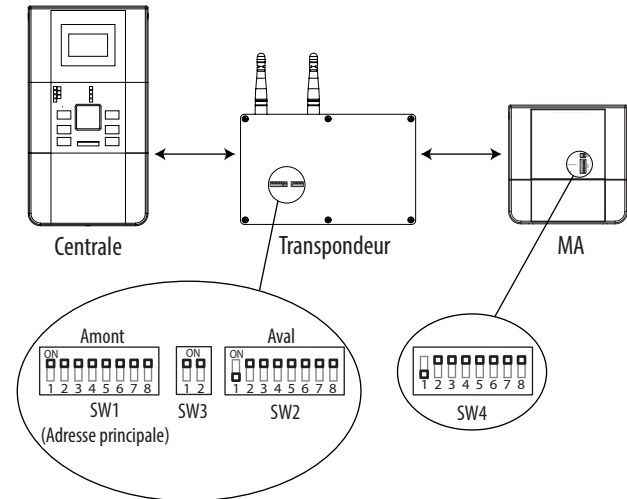 Centrale
Transpondeur
MA
Amont
Aval
ON
ON
ON
1 2 3 4 5 6 7 8
1 2
1 2 3 4 5 6 7 8
1 2 3 4 5 6 7 8
SW1
SW3
SW2
SW4
(Adresse principale)